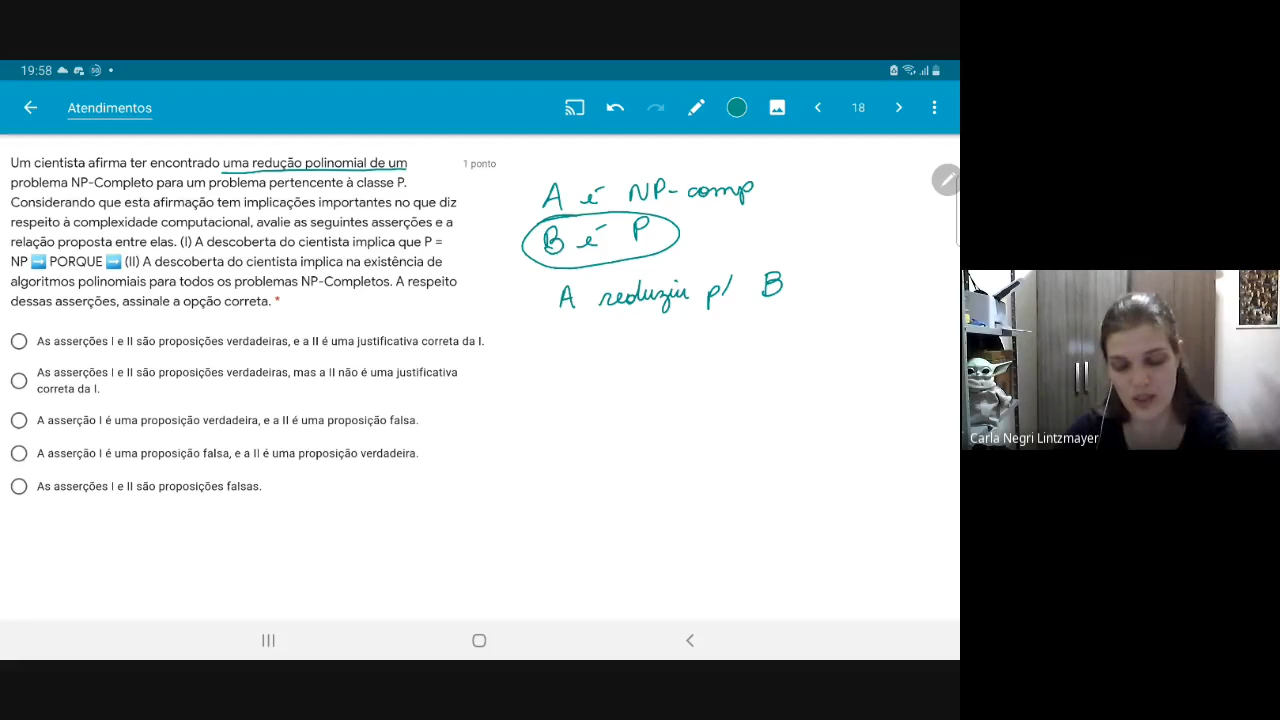 19:58
Atendimentos
18
Um cientista afirma ter encontrado uma redução polinomial de um
1 ponto
problema NP-Completo para um problema pertencente à classe P.
Considerando que esta afirmação tem implicações importantes no que diz
respeito à complexidade computacional, avalie as seguintes asserções e a
relação proposta entre elas. (I) A descoberta do cientista implica que P =
NP ➡️ PORQUE ➡️ (II) A descoberta do cientista implica na existência de
algoritmos polinomiais para todos os problemas NP-Completos. A respeito
dessas asserções, assinale a opção correta. *
As asserções I e II são proposições verdadeiras, e a II é uma justificativa correta da I.
As asserções I e II são proposições verdadeiras, mas a II não é uma justificativa
correta da I.
A asserção I é uma proposição verdadeira, e a II é uma proposição falsa.
A asserção I é uma proposição falsa, e a II é uma proposição verdadeira.
As asserções I e II são proposições falsas.
A é NP-comp
B é P
A reduziu p/ B
Carla Negri Lintzmayer